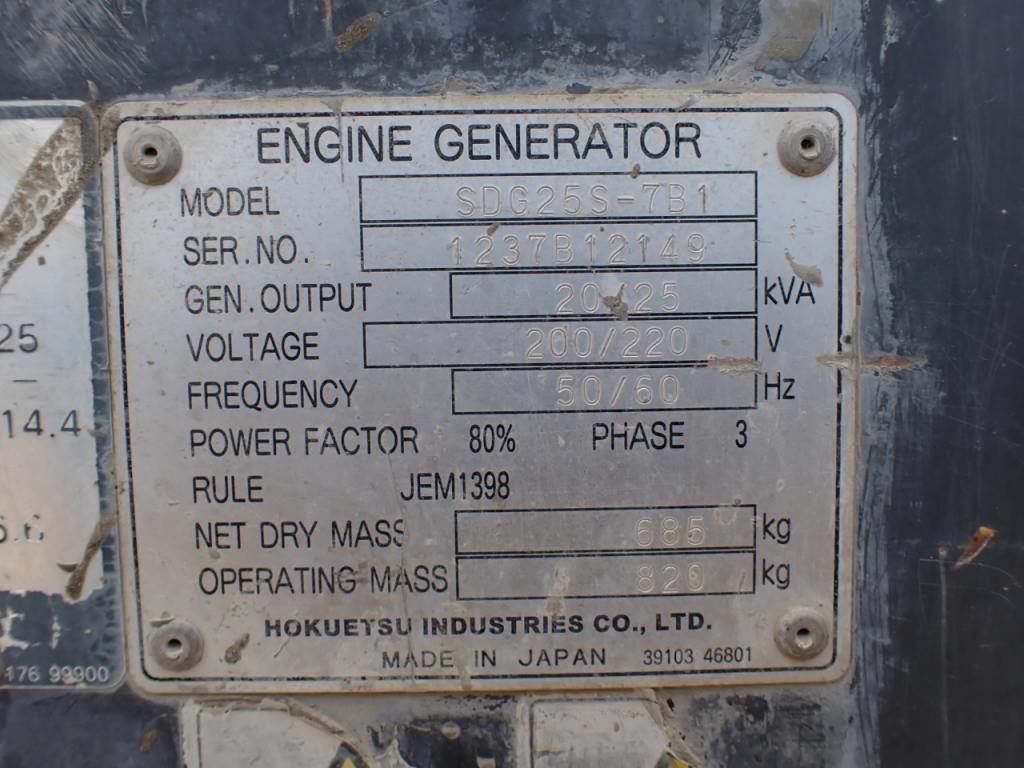 ENGINE GENERATOR
MODEL SDG25S-7B1
SER.NO. 1237B12149
GEN.OUTPUT 20/25 kVA
VOLTAGE 200/220 V
FREQUENCY 50/60 Hz
POWER FACTOR 80% PHASE 3
RULE JEM1398
NET DRY MASS 685 kg
OPERATING MASS 820 kg
HOKUETSU INDUSTRIES CO., LTD.
MADE IN JAPAN 39103 46801
25
14.4
6.6
176 99900